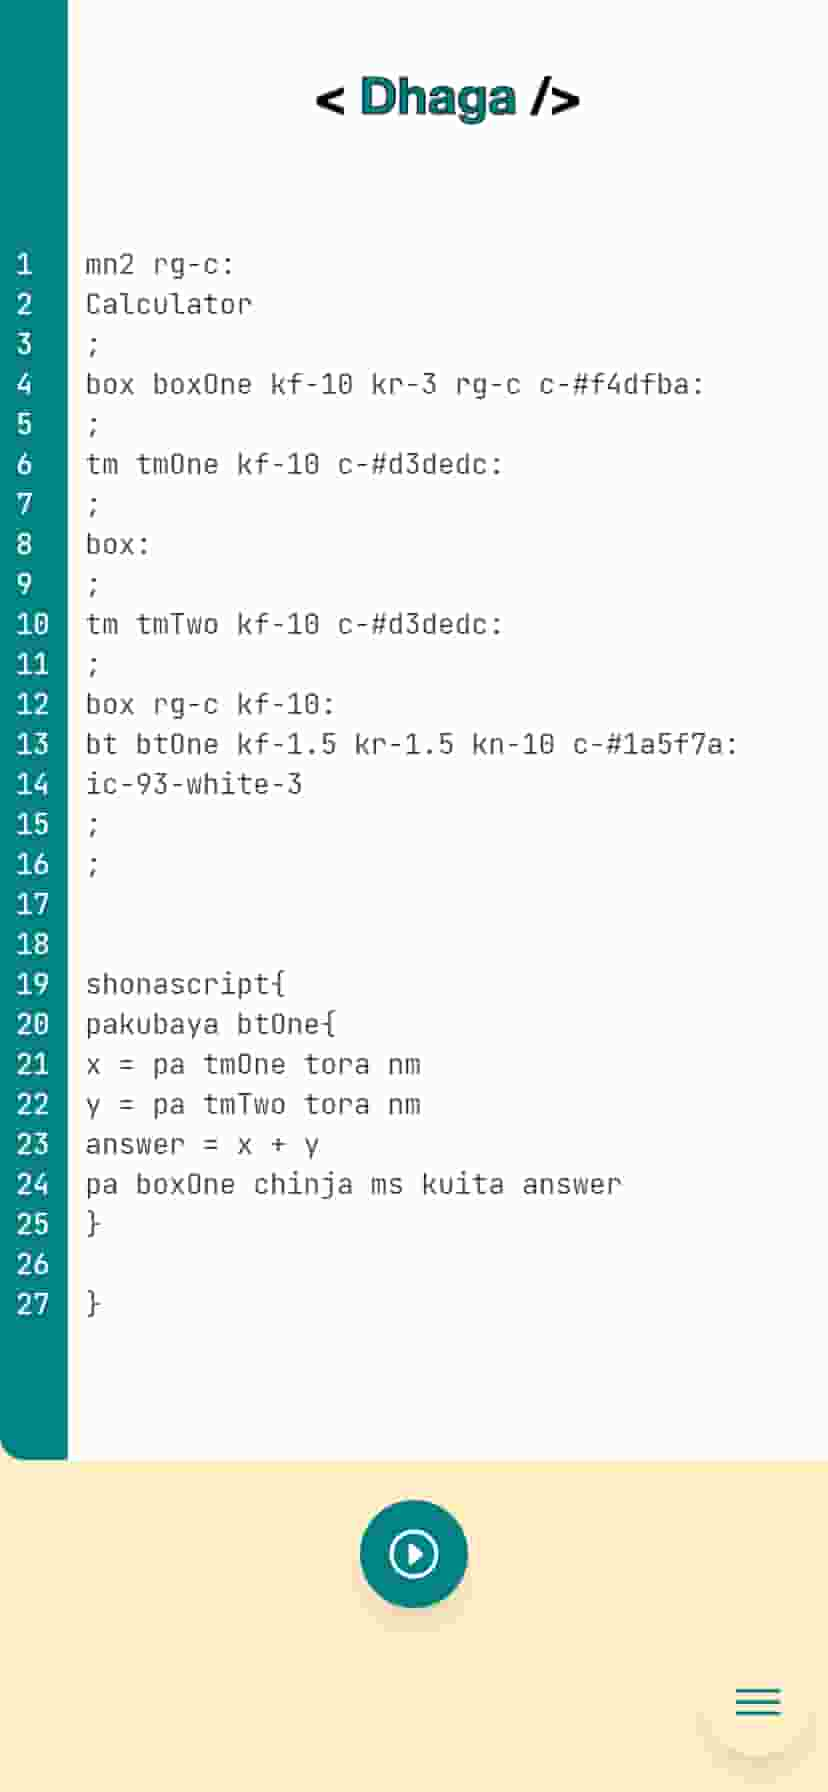 < Dhaga />
1 mn2 rg-c:
2 Calculator
3 ;
4 box boxOne kf-10 kr-3 rg-c c-#f4dfba:
5 ;
6 tm tmOne kf-10 c-#d3dedc:
7 ;
8 box:
9 ;
10 tm tmTwo kf-10 c-#d3dedc:
11 ;
12 box rg-c kf-10:
13 bt btOne kf-1.5 kr-1.5 kn-10 c-#1a5f7a:
14 ic-93-white-3
15 ;
16 ;
17
18
19 shonascript{
20 pakubaya btOne{
21 x = pa tmOne tora nm
22 y = pa tmTwo tora nm
23 answer = x + y
24 pa boxOne chinja ms kuita answer
25 }
26
27 }